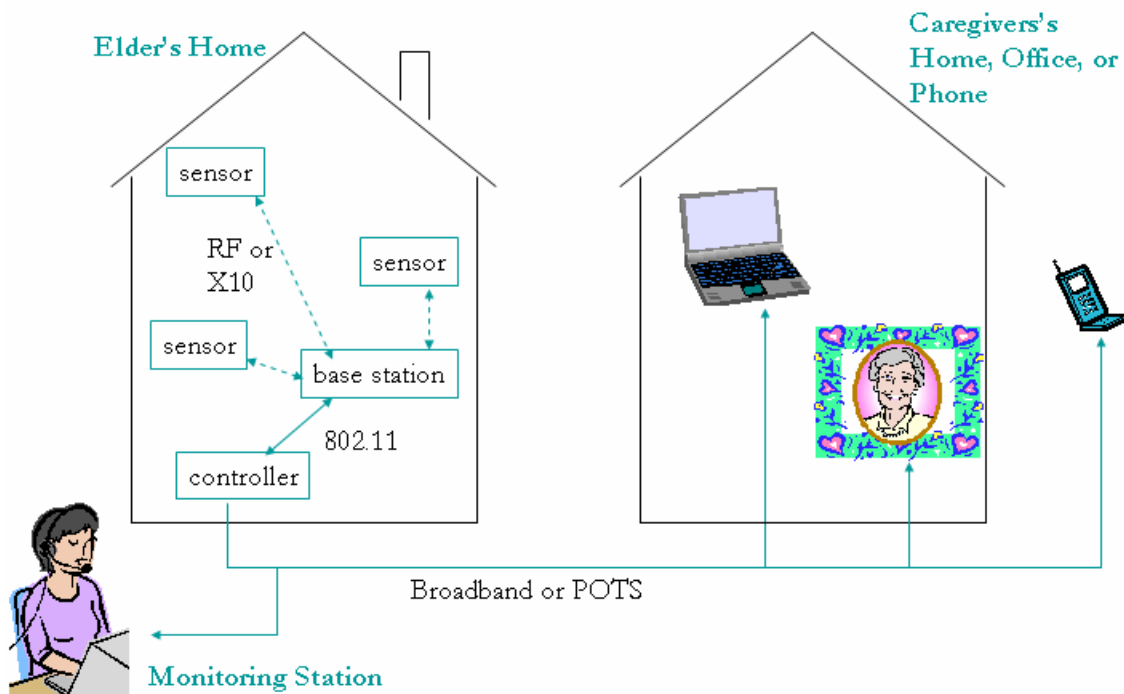 Elder's Home
Caregivers's
Home, Office, or
Phone
sensor
RF or
X10
sensor
sensor
base station
802.11
controller
Broadband or POTS
Monitoring Station